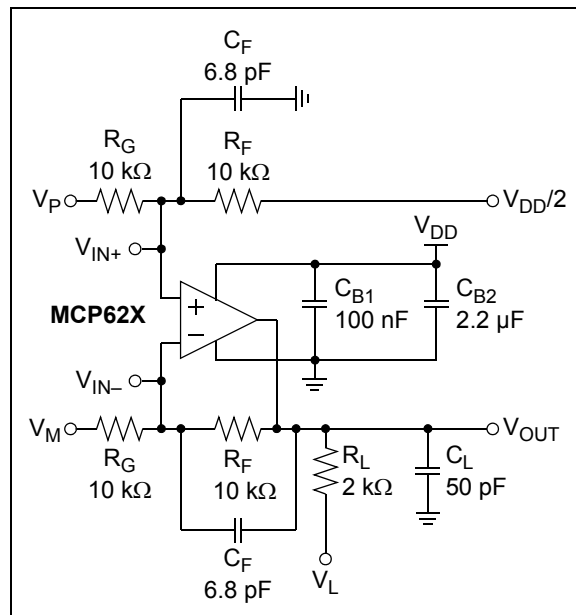 C_F
6.8 pF
R_G
10 kΩ
R_F
10 kΩ
V_P
V_DD/2
V_IN+
V_DD
MCP62X
+
−
C_B1
100 nF
C_B2
2.2 µF
V_IN–
V_M
V_OUT
R_G
10 kΩ
R_F
10 kΩ
R_L
2 kΩ
C_L
50 pF
C_F
6.8 pF
V_L